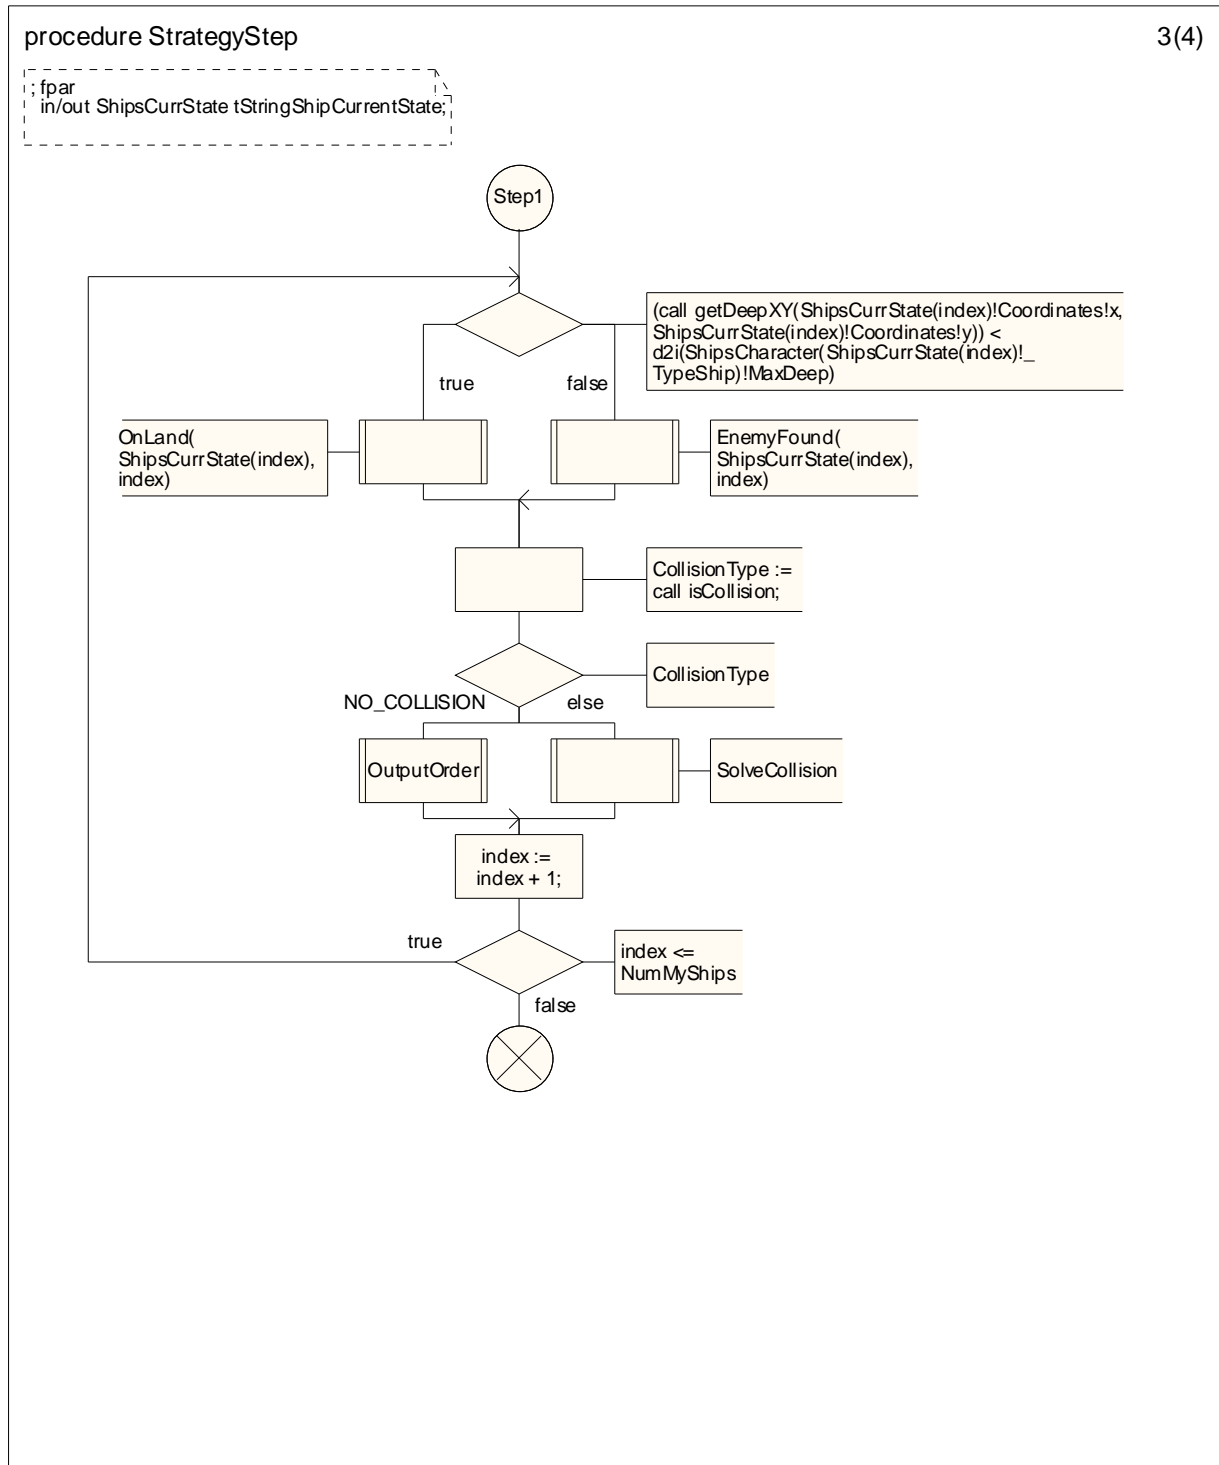 procedure StrategyStep
3(4)
; fpar
in/out ShipsCurrState tStringShipCurrentState;
Step1
(call getDeepXY(ShipsCurrState(index)!Coordinates!x,
ShipsCurrState(index)!Coordinates!y)) <
d2i(ShipsCharacter(ShipsCurrState(index)!_
TypeShip)!MaxDeep)
true
false
OnLand(
ShipsCurrState(index),
index)
EnemyFound(
ShipsCurrState(index),
index)
CollisionType :=
call isCollision;
CollisionType
NO_COLLISION
else
OutputOrder
SolveCollision
index :=
index + 1;
true
index <=
NumMyShips
false